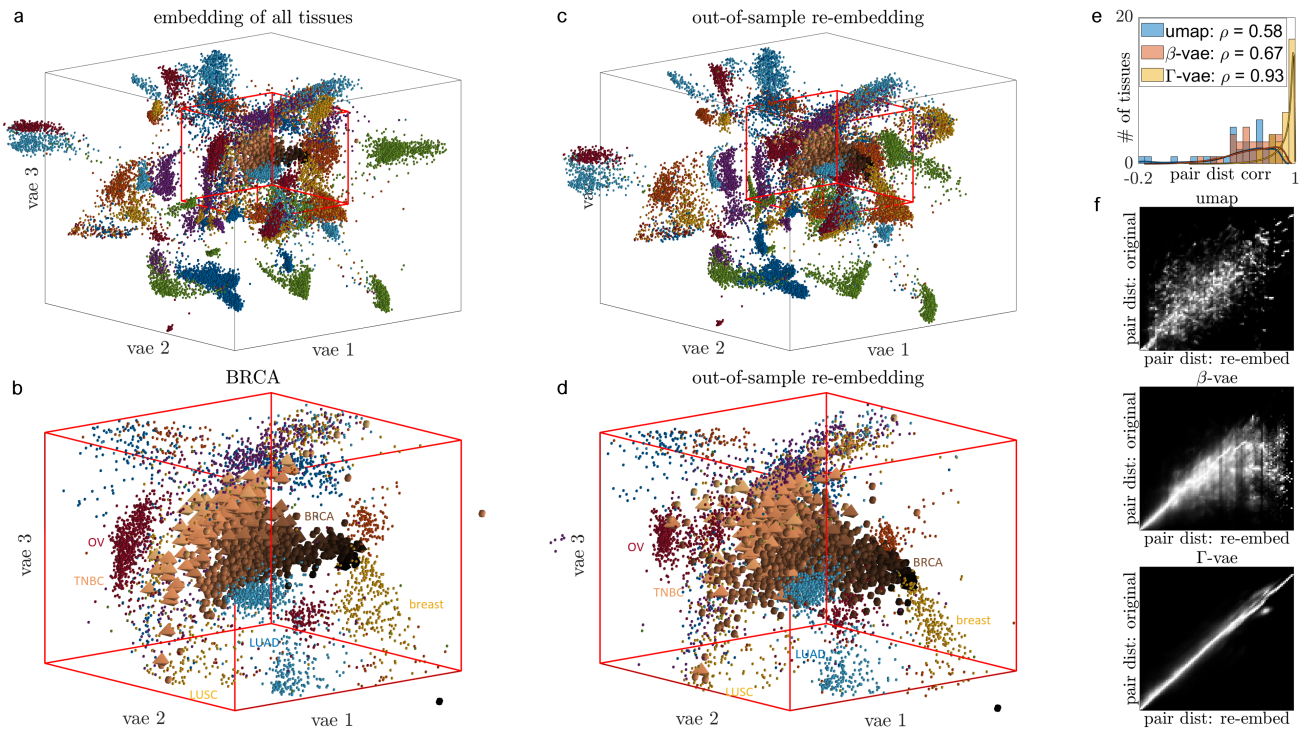 a
embedding of all tissues
vae 3
vae 2
vae 1
b
BRCA
OV
TNBC
BRCA
breast
LUAD
LUSC
vae 3
vae 2
vae 1
c
out-of-sample re-embedding
vae 2
vae 1
d
out-of-sample re-embedding
OV
TNBC
BRCA
breast
LUAD
LUSC
vae 3
vae 2
vae 1
e
20
umap: ρ = 0.58
β-vae: ρ = 0.67
Γ-vae: ρ = 0.93
# of tissues
0
-0.2
pair dist corr
1
f
umap
pair dist: original
pair dist: re-embed
β-vae
pair dist: original
pair dist: re-embed
Γ-vae
pair dist: original
pair dist: re-embed